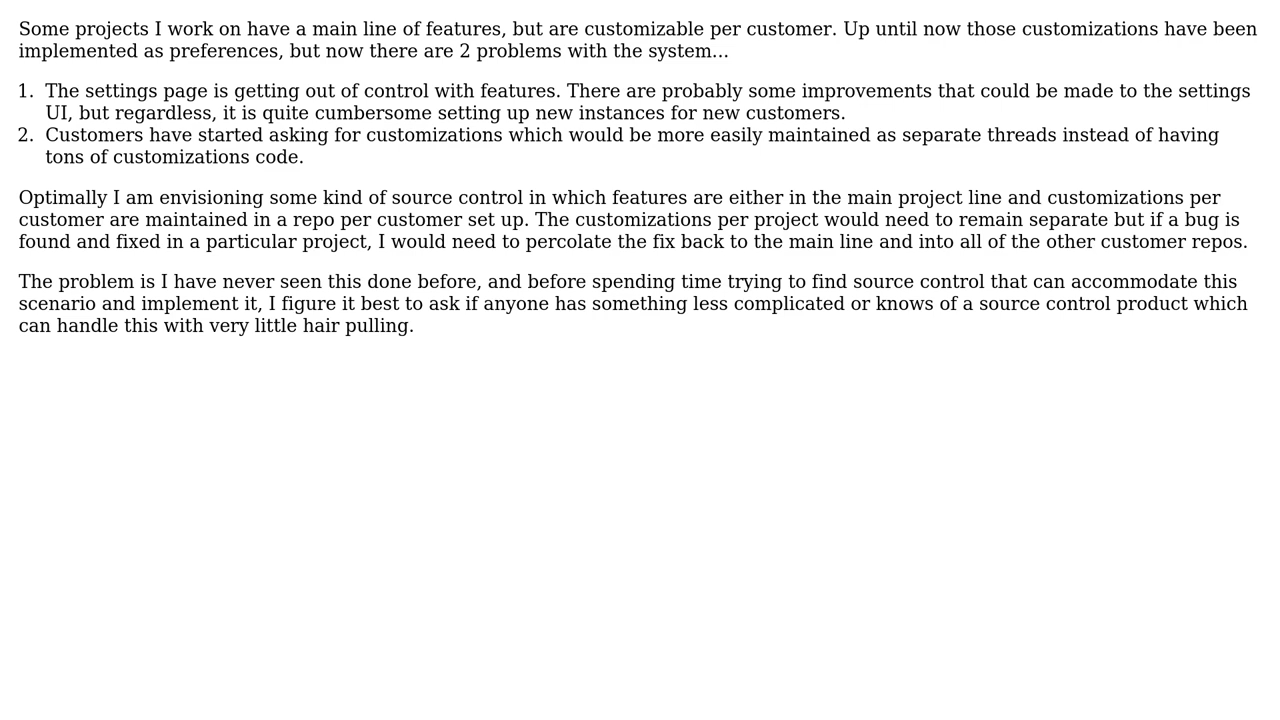 Some projects I work on have a main line of features, but are customizable per customer. Up until now those customizations have been
implemented as preferences, but now there are 2 problems with the system...
1. The settings page is getting out of control with features. There are probably some improvements that could be made to the settings
UI, but regardless, it is quite cumbersome setting up new instances for new customers.
2. Customers have started asking for customizations which would be more easily maintained as separate threads instead of having
tons of customizations code.
Optimally I am envisioning some kind of source control in which features are either in the main project line and customizations per
customer are maintained in a repo per customer set up. The customizations per project would need to remain separate but if a bug is
found and fixed in a particular project, I would need to percolate the fix back to the main line and into all of the other customer repos.
The problem is I have never seen this done before, and before spending time trying to find source control that can accommodate this
scenario and implement it, I figure it best to ask if anyone has something less complicated or knows of a source control product which
can handle this with very little hair pulling.